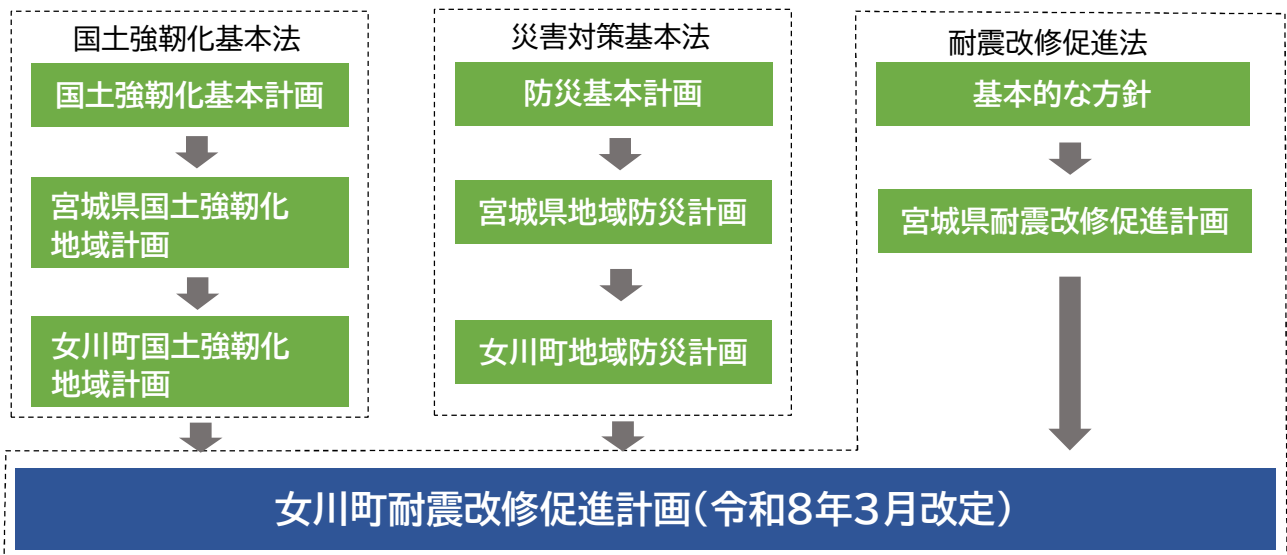 国土強靭化基本法
国土強靭化基本計画
宮城県国土強靭化
地域計画
女川町国土強靭化
地域計画
災害対策基本法
防災基本計画
宮城県地域防災計画
女川町地域防災計画
耐震改修促進法
基本的な方針
宮城県耐震改修促進計画
女川町耐震改修促進計画(令和8年3月改定)